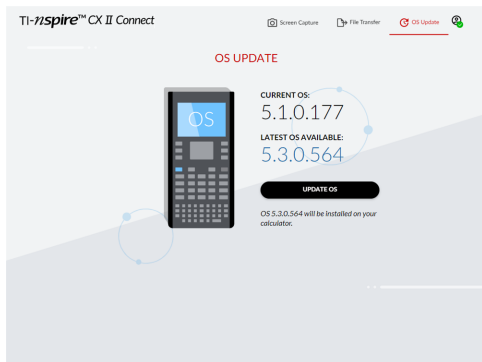 TI-nspire™ CX II Connect
Screen Capture File Transfer OS Update
OS UPDATE
OS
CURRENT OS:
5.1.0.177
LATEST OS AVAILABLE:
5.3.0.564
UPDATE OS
OS 5.3.0.564 will be installed on your
calculator.